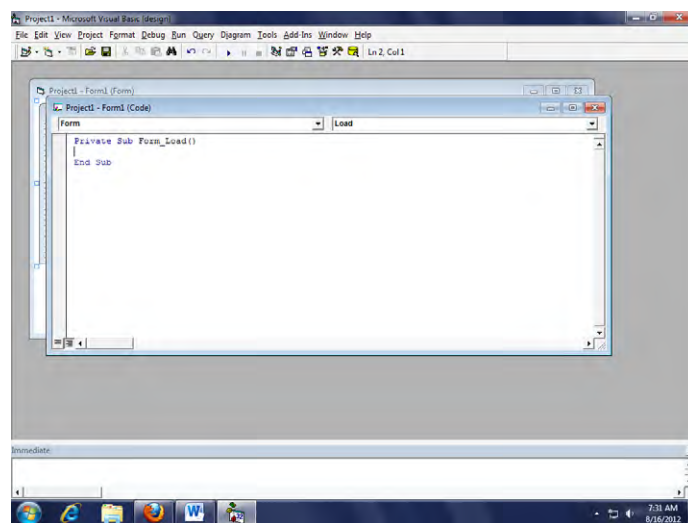 Project1 - Microsoft Visual Basic [design]
File Edit View Project Format Debug Run Query Diagram Tools Add-Ins Window Help
Ln 2, Col 1
Project1 - Form1 (Form)
Project1 - Form1 (Code)
Form Load
Private Sub Form_Load()
End Sub
Immediate
7:31 AM
8/16/2012